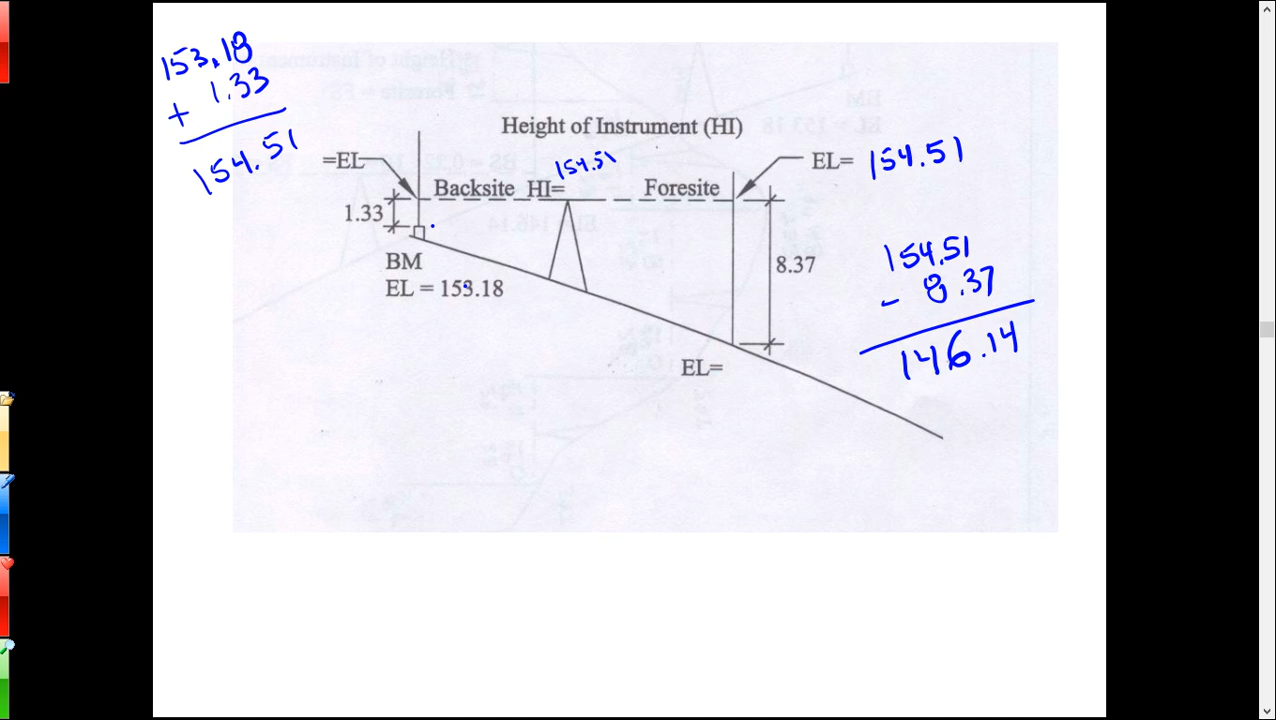 153.18
+ 1.33
154.51
Height of Instrument (HI)
=EL
154.51
EL= 154.51
Backsite HI=
Foresite
1.33
BM
EL = 153.18
8.37
154.51
- 8.37
146.14
EL=